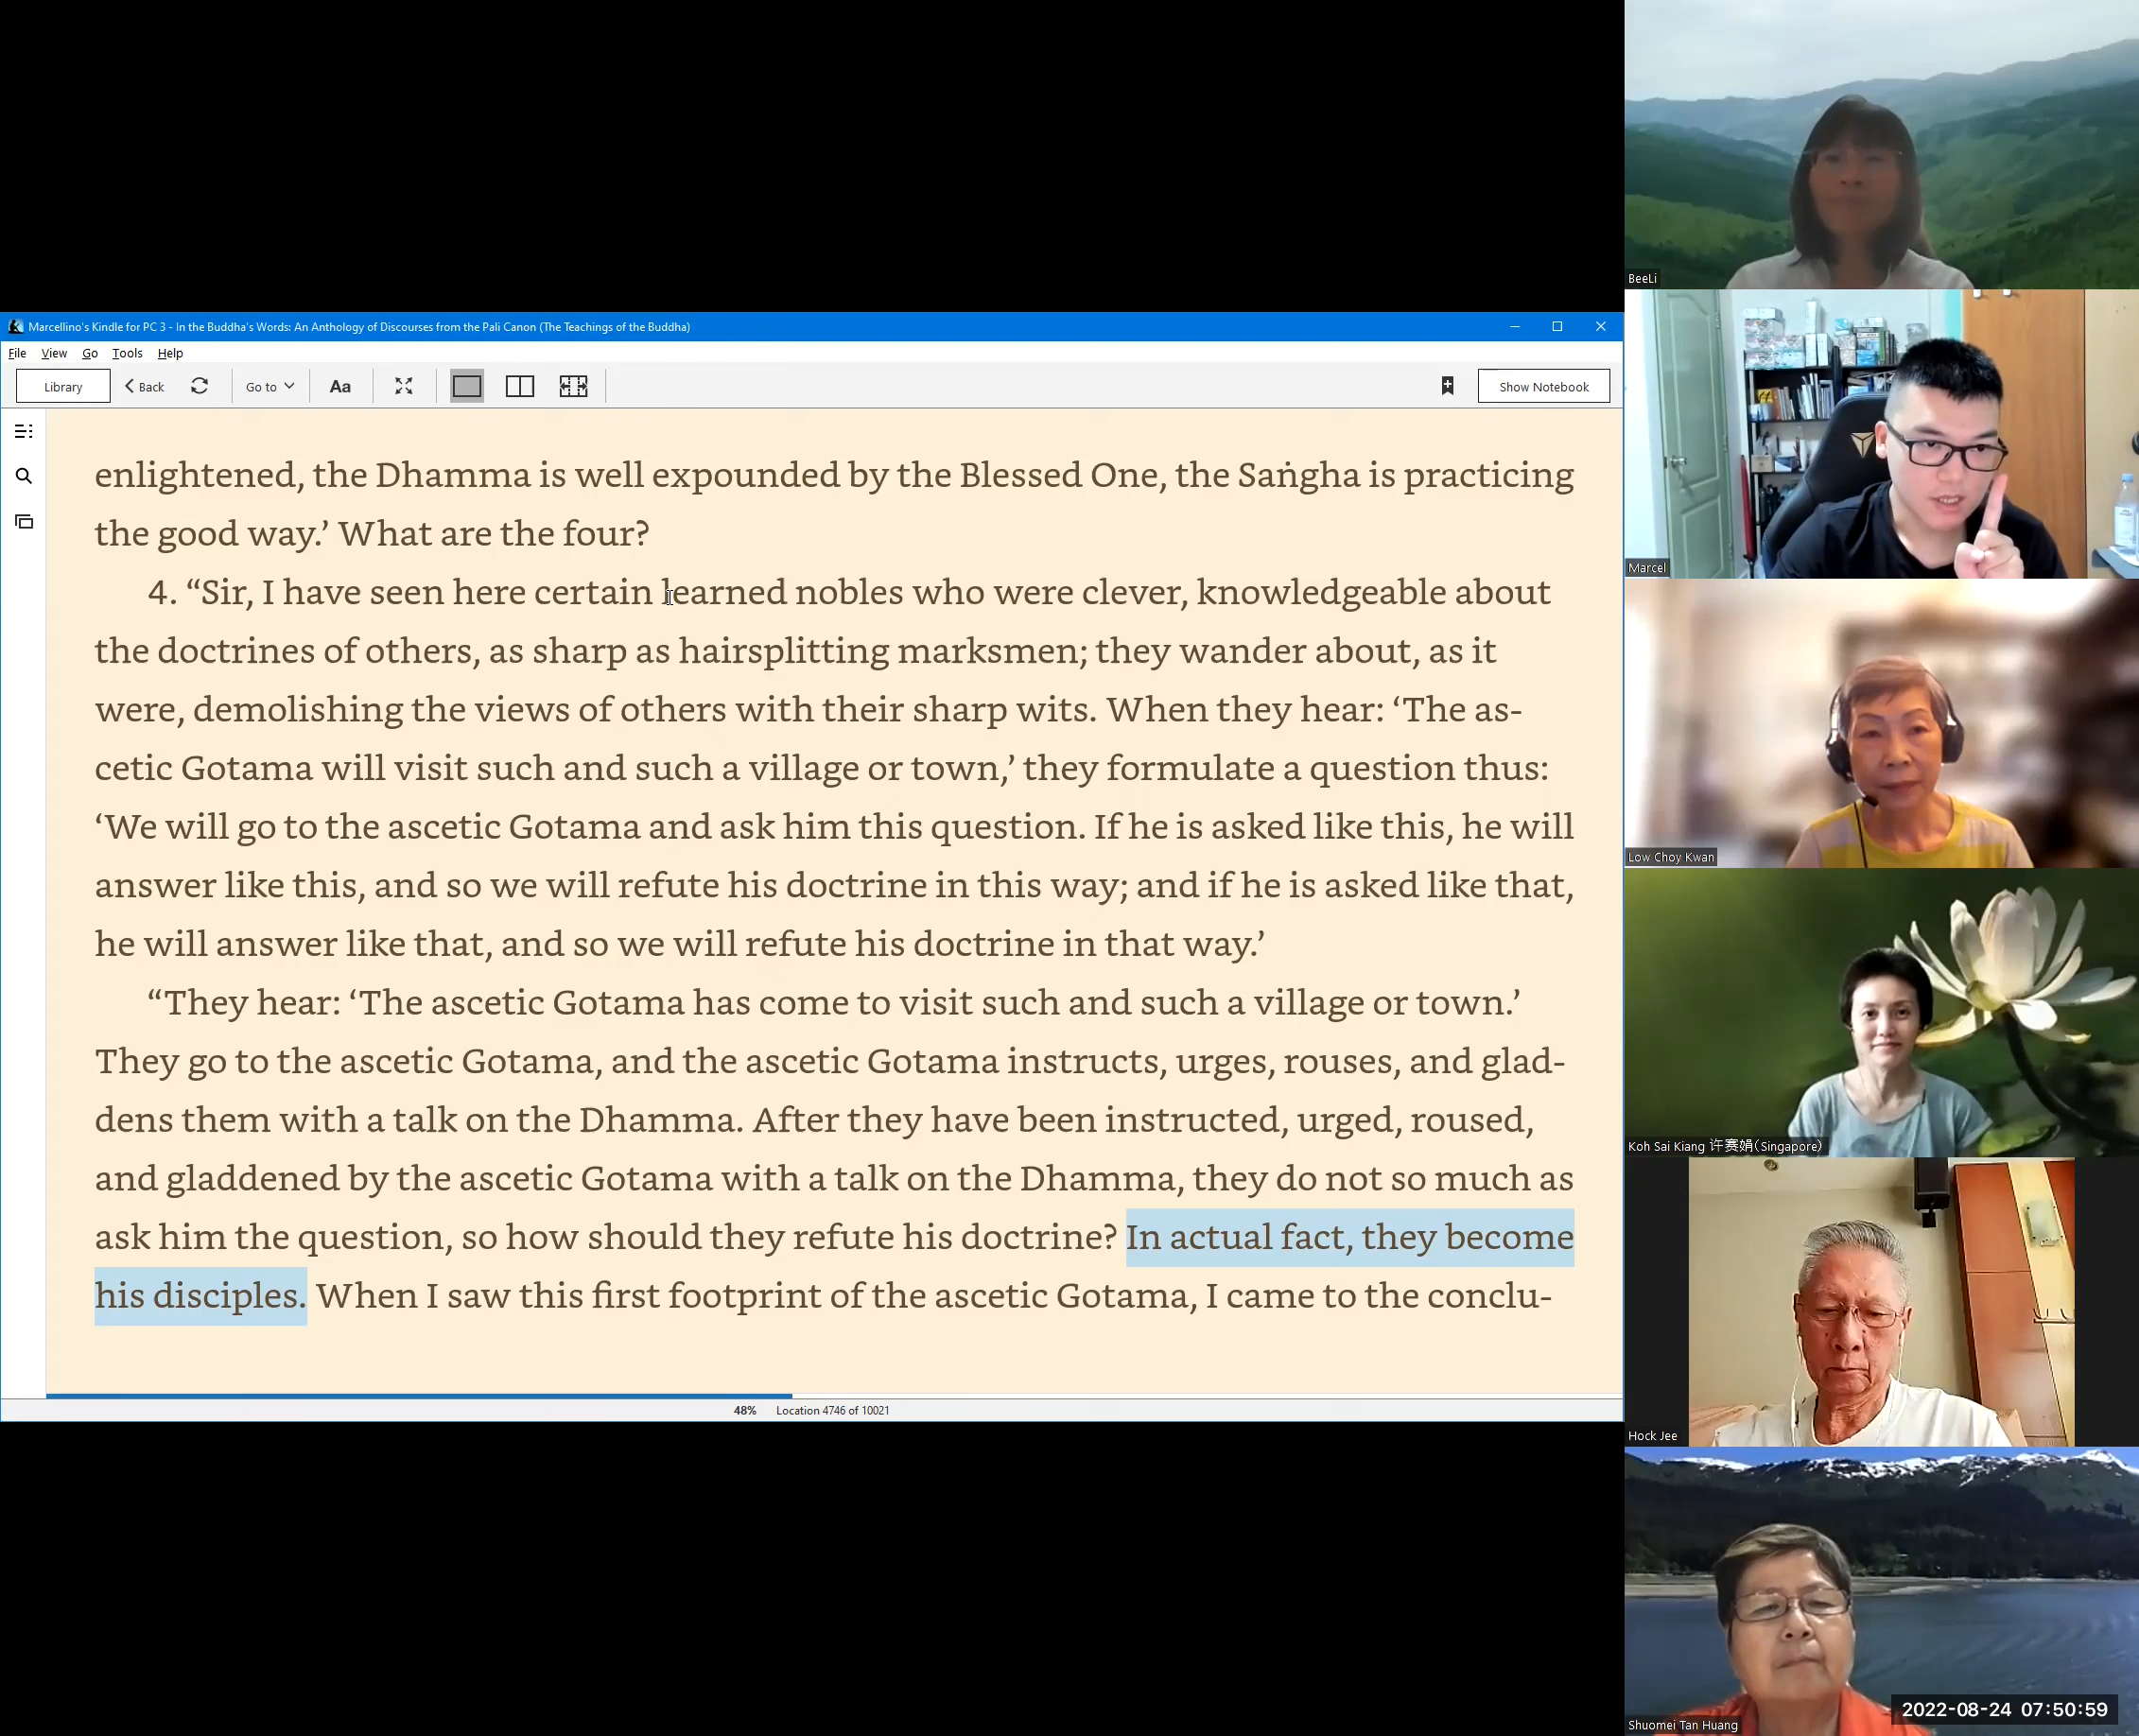 Marcellino's Kindle for PC 3 - In the Buddha's Words: An Anthology of Discourses from the Pali Canon (The Teachings of the Buddha)
File View Go Tools Help
Library Back Go to Aa Show Notebook
enlightened, the Dhamma is well expounded by the Blessed One, the Saṅgha is practicing
the good way.’ What are the four?
4. “Sir, I have seen here certain learned nobles who were clever, knowledgeable about
the doctrines of others, as sharp as hairsplitting marksmen; they wander about, as it
were, demolishing the views of others with their sharp wits. When they hear: ‘The as-
cetic Gotama will visit such and such a village or town,’ they formulate a question thus:
‘We will go to the ascetic Gotama and ask him this question. If he is asked like this, he will
answer like this, and so we will refute his doctrine in this way; and if he is asked like that,
he will answer like that, and so we will refute his doctrine in that way.’
“They hear: ‘The ascetic Gotama has come to visit such and such a village or town.’
They go to the ascetic Gotama, and the ascetic Gotama instructs, urges, rouses, and glad-
dens them with a talk on the Dhamma. After they have been instructed, urged, roused,
and gladdened by the ascetic Gotama with a talk on the Dhamma, they do not so much as
ask him the question, so how should they refute his doctrine? In actual fact, they become
his disciples. When I saw this first footprint of the ascetic Gotama, I came to the conclu-
48% Location 4746 of 10021
BeeLi
Marcel
Low Choy Kwan
Koh Sai Kiang 许赛娟(Singapore)
Hock Jee
Shuomei Tan Huang
2022-08-24 07:50:59